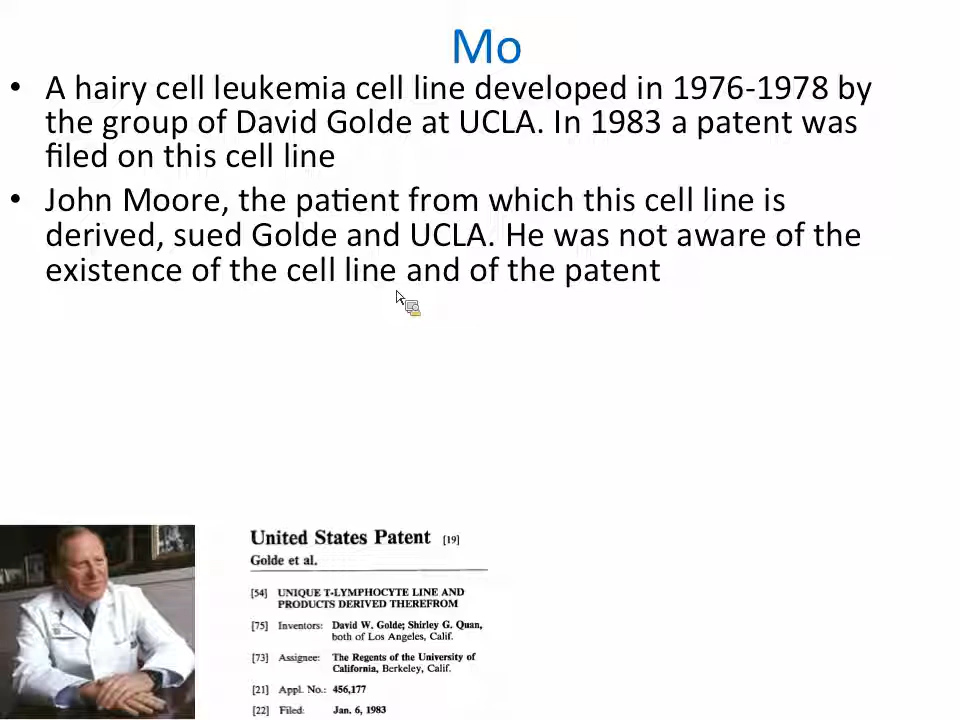 Mo
• A hairy cell leukemia cell line developed in 1976-1978 by
the group of David Golde at UCLA. In 1983 a patent was
filed on this cell line
• John Moore, the patient from which this cell line is
derived, sued Golde and UCLA. He was not aware of the
existence of the cell line and of the patent
United States Patent [19]
Golde et al.
[54] UNIQUE T-LYMPHOCYTE LINE AND
PRODUCTS DERIVED THEREFROM
[75] Inventors: David W. Golde; Shirley G. Quan,
both of Los Angeles, Calif.
[73] Assignee: The Regents of the University of
California, Berkeley, Calif.
[21] Appl. No.: 456,177
[22] Filed: Jan. 6, 1983